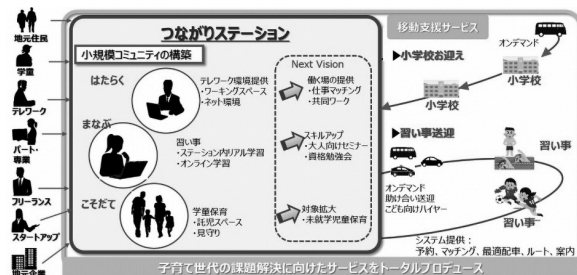 地元住民
学童
テレワーク
パート・
専業
フリーランス
スタートアップ
地元企業
つながりステーション
小規模コミュニティの構築
はたらく
テレワーク環境提供
・ワーキングスペース
・ネット環境
まなぶ
習い事
・ステーション内リアル学習
・オンライン学習
こそだて
学童保育
・託児スペース
・見守り
Next Vision
働く場の提供
・仕事マッチング
・共同ワーク
スキルアップ
・大人向けセミナー
・資格勉強会
対象拡大
・未就学児童保育
移動支援サービス
オンデマンド
▶小学校お迎え
小学校
小学校
▶習い事送迎
習い事
オンデマンド
助け合い送迎
こども向けハイヤー
習い事
システム提供：
予約、マッチング、最適配車、ルート、案内
子育て世代の課題解決に向けたサービスをトータルプロデュース